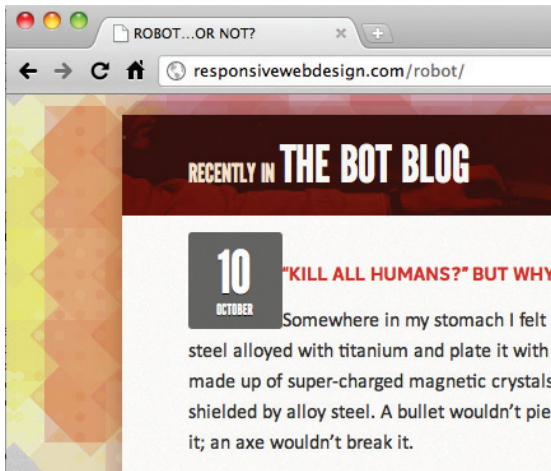 ROBOT...OR NOT?
responsivewebdesign.com/robot/
RECENTLY IN THE BOT BLOG
10
OCTOBER
“KILL ALL HUMANS?” BUT WHY
Somewhere in my stomach I felt
steel alloyed with titanium and plate it with
made up of super-charged magnetic crystals
shielded by alloy steel. A bullet wouldn’t pie
it; an axe wouldn’t break it.